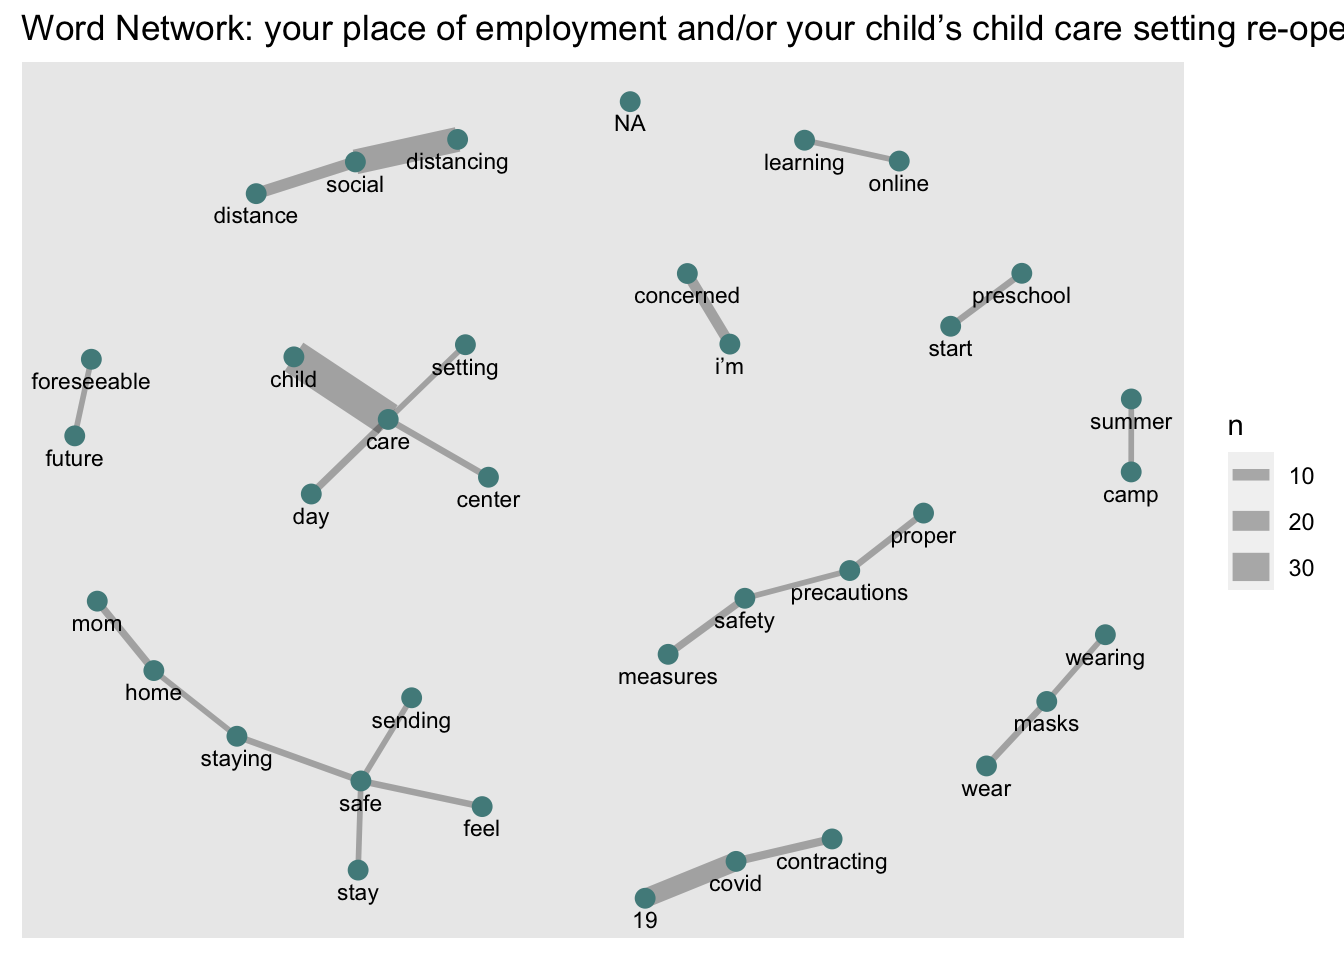 Word Network: your place of employment and/or your child’s child care setting re-ope
NA
learning
online
distancing
social
distance
concerned
i’m
preschool
start
foreseeable
future
child
setting
care
day
center
summer
camp
n
10
20
30
proper
precautions
safety
measures
mom
home
staying
sending
safe
feel
stay
wearing
masks
wear
contracting
covid
19